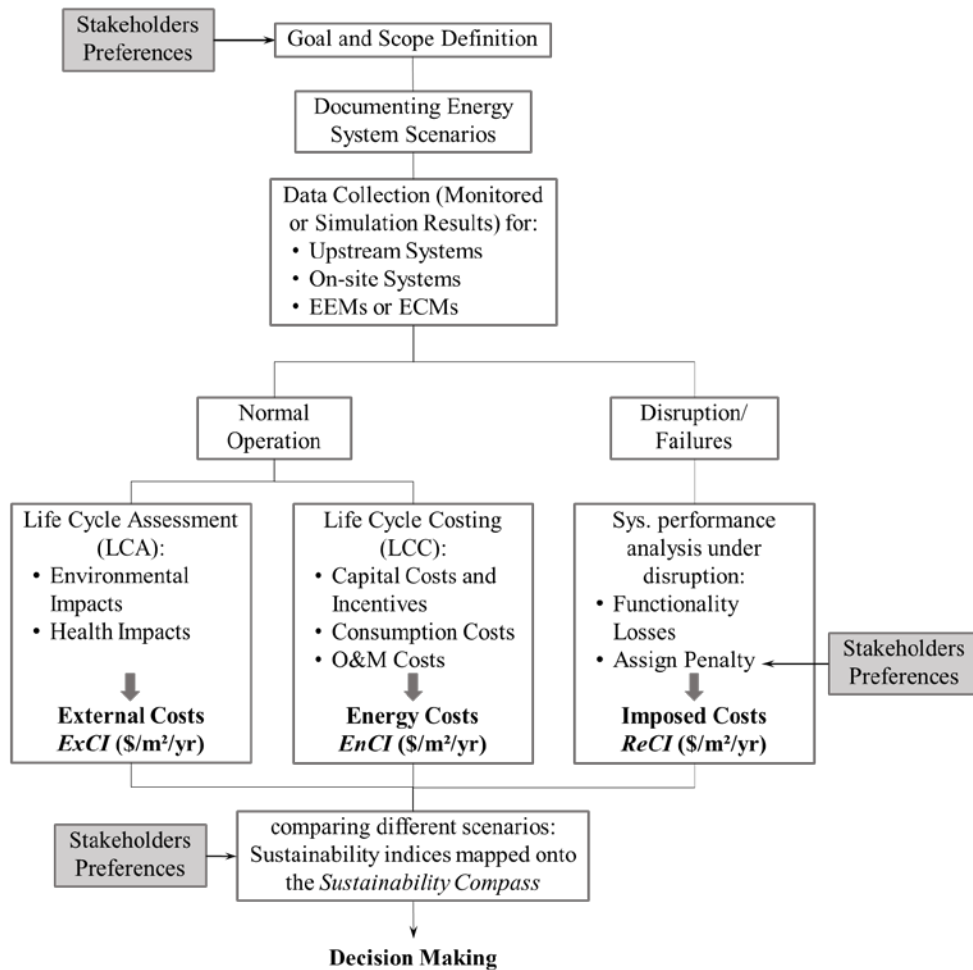 Stakeholders
Preferences
Goal and Scope Definition
Documenting Energy
System Scenarios
Data Collection (Monitored
or Simulation Results) for:
• Upstream Systems
• On-site Systems
• EEMs or ECMs
Normal
Operation
Disruption/
Failures
Life Cycle Assessment
(LCA):
• Environmental
Impacts
• Health Impacts
External Costs
ExCI ($/m²/yr)
Life Cycle Costing
(LCC):
• Capital Costs and
Incentives
• Consumption Costs
• O&M Costs
Energy Costs
EnCI ($/m²/yr)
Sys. performance
analysis under
disruption:
• Functionality
Losses
• Assign Penalty
Imposed Costs
ReCI ($/m²/yr)
Stakeholders
Preferences
Stakeholders
Preferences
comparing different scenarios:
Sustainability indices mapped onto
the Sustainability Compass
Decision Making